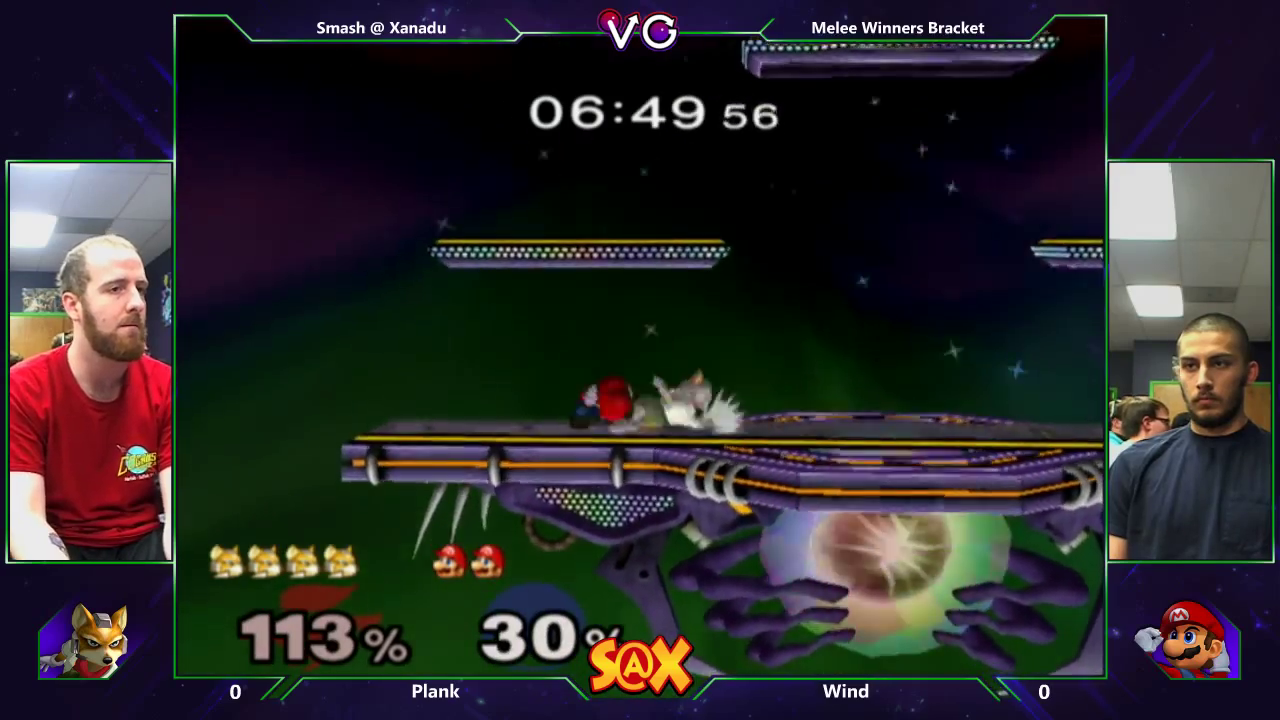 Smash @ Xanadu
VG
Melee Winners Bracket
06:49 56
113%
30%
S@X
0
Plank
Wind
0